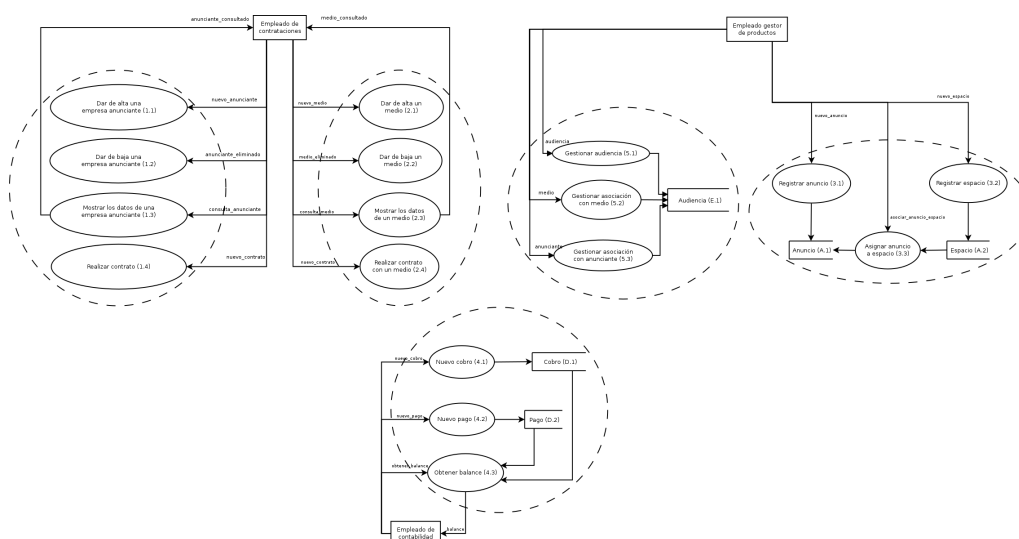 anunciante_consultado
Empleado de
contrataciones
medio_consultado
nuevo_anunciante
Dar de alta una
empresa anunciante (1.1)
anunciante_eliminado
Dar de baja una
empresa anunciante (1.2)
consulta_anunciante
Mostrar los datos de una
empresa anunciante (1.3)
nuevo_contrato
Realizar contrato (1.4)
nuevo_medio
Dar de alta un
medio (2.1)
medio_eliminado
Dar de baja un
medio (2.2)
consulta_medio
Mostrar los datos
de un medio (2.3)
nuevo_contrato
Realizar contrato
con un medio (2.4)
Empleado gestor
de productos
audiencia
Gestionar audiencia (5.1)
medio
Gestionar asociación
con medio (5.2)
anunciante
Gestionar asociación
con anunciante (5.3)
Audiencia (E.1)
nuevo_anuncio
nuevo_espacio
Registrar anuncio (3.1)
Registrar espacio (3.2)
asociar_anuncio_espacio
Anuncio (A.1)
Asignar anuncio
a espacio (3.3)
Espacio (A.2)
nuevo_cobro
Nuevo cobro (4.1)
Cobro (D.1)
nuevo_pago
Nuevo pago (4.2)
Pago (D.2)
obtener_balance
Obtener balance (4.3)
Empleado de
contabilidad
balance